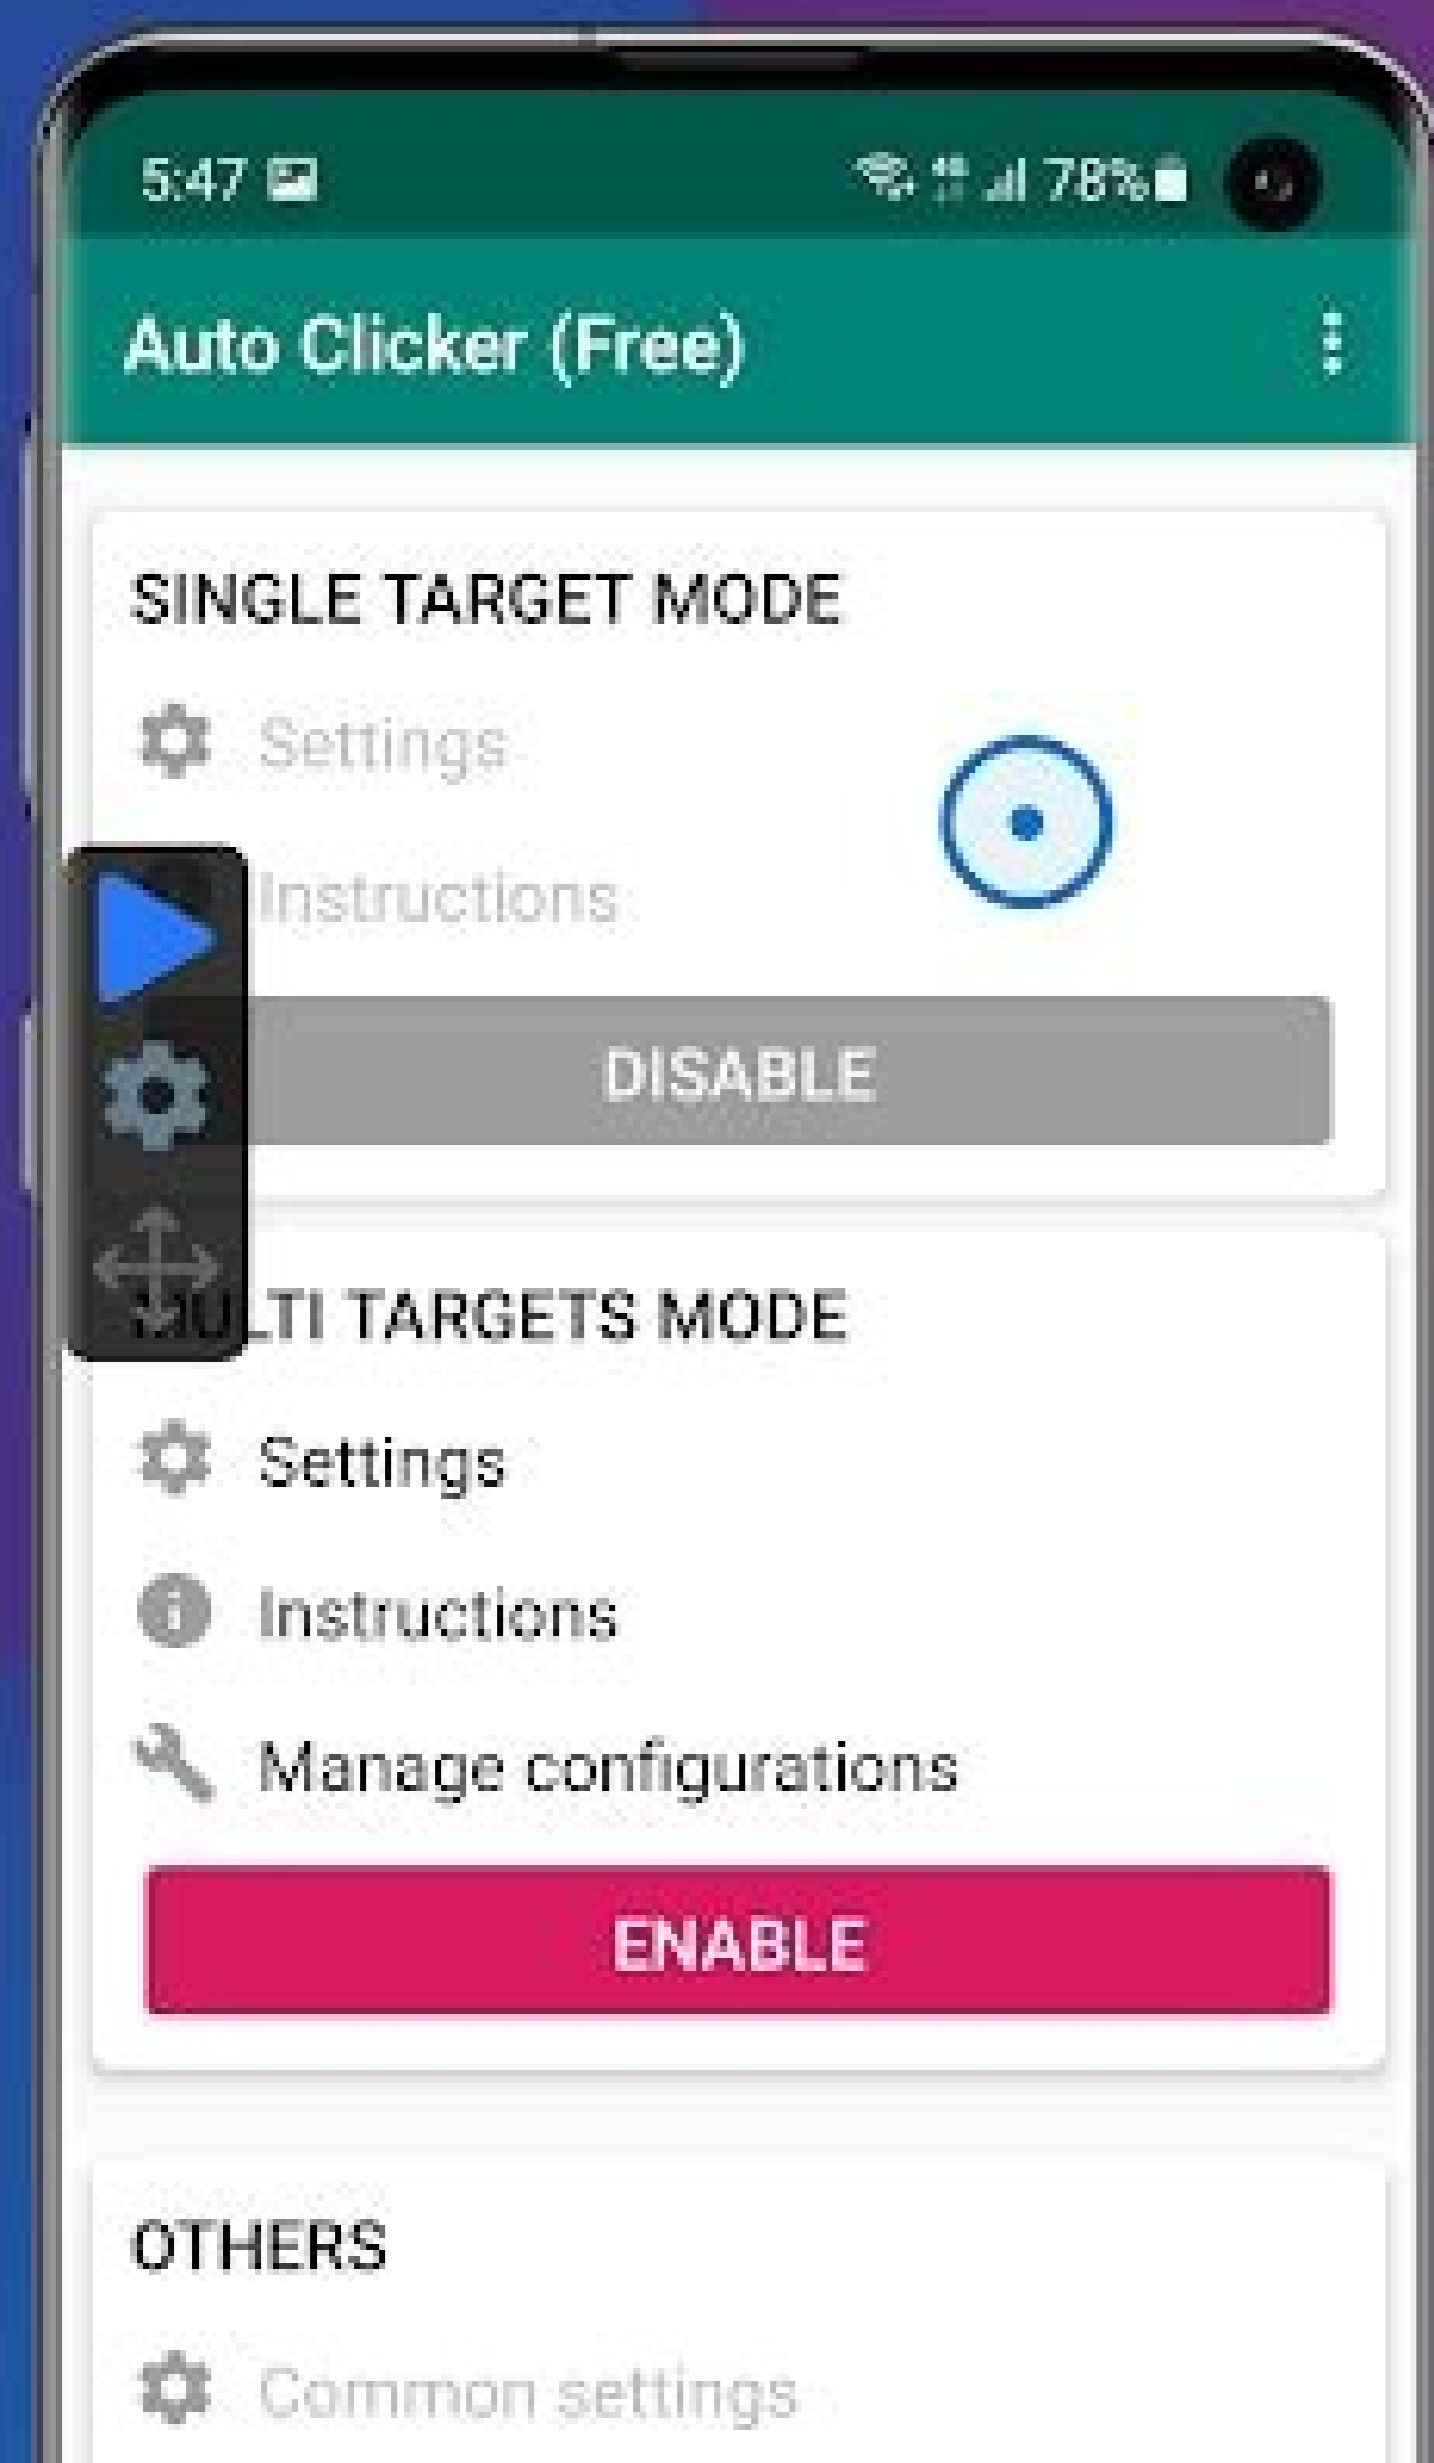 5:47 78%
Auto Clicker (Free)
SINGLE TARGET MODE
Settings
Instructions
DISABLE
MULTI TARGETS MODE
Settings
Instructions
Manage configurations
ENABLE
OTHERS
Common settings